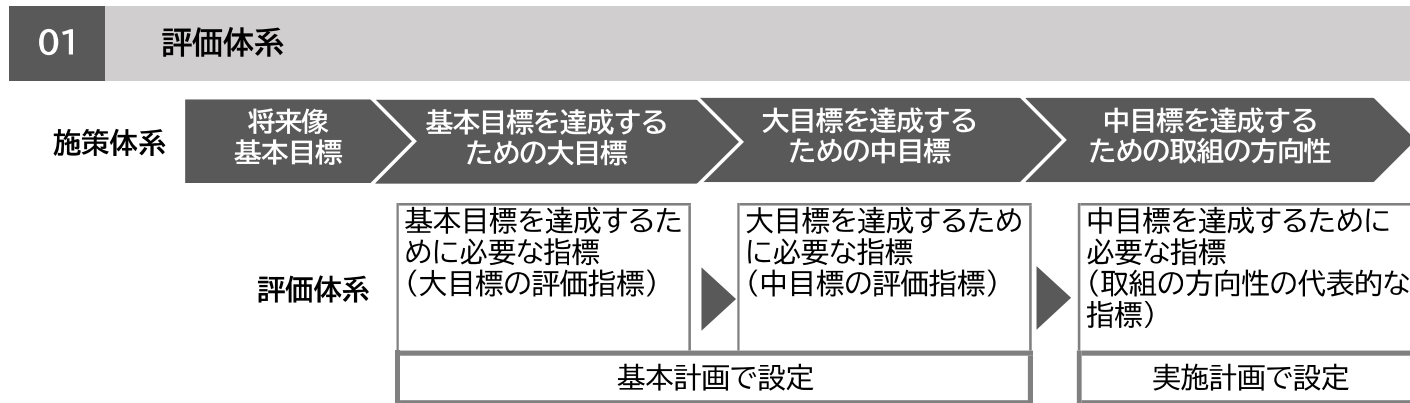 01 評価体系
施策体系
将来像
基本目標
基本目標を達成する
ための大目標
大目標を達成する
ための中目標
中目標を達成する
ための取組の方向性
評価体系
基本目標を達成するた
めに必要な指標
（大目標の評価指標）
大目標を達成するため
に必要な指標
（中目標の評価指標）
中目標を達成するために
必要な指標
（取組の方向性の代表的な
指標）
基本計画で設定
実施計画で設定